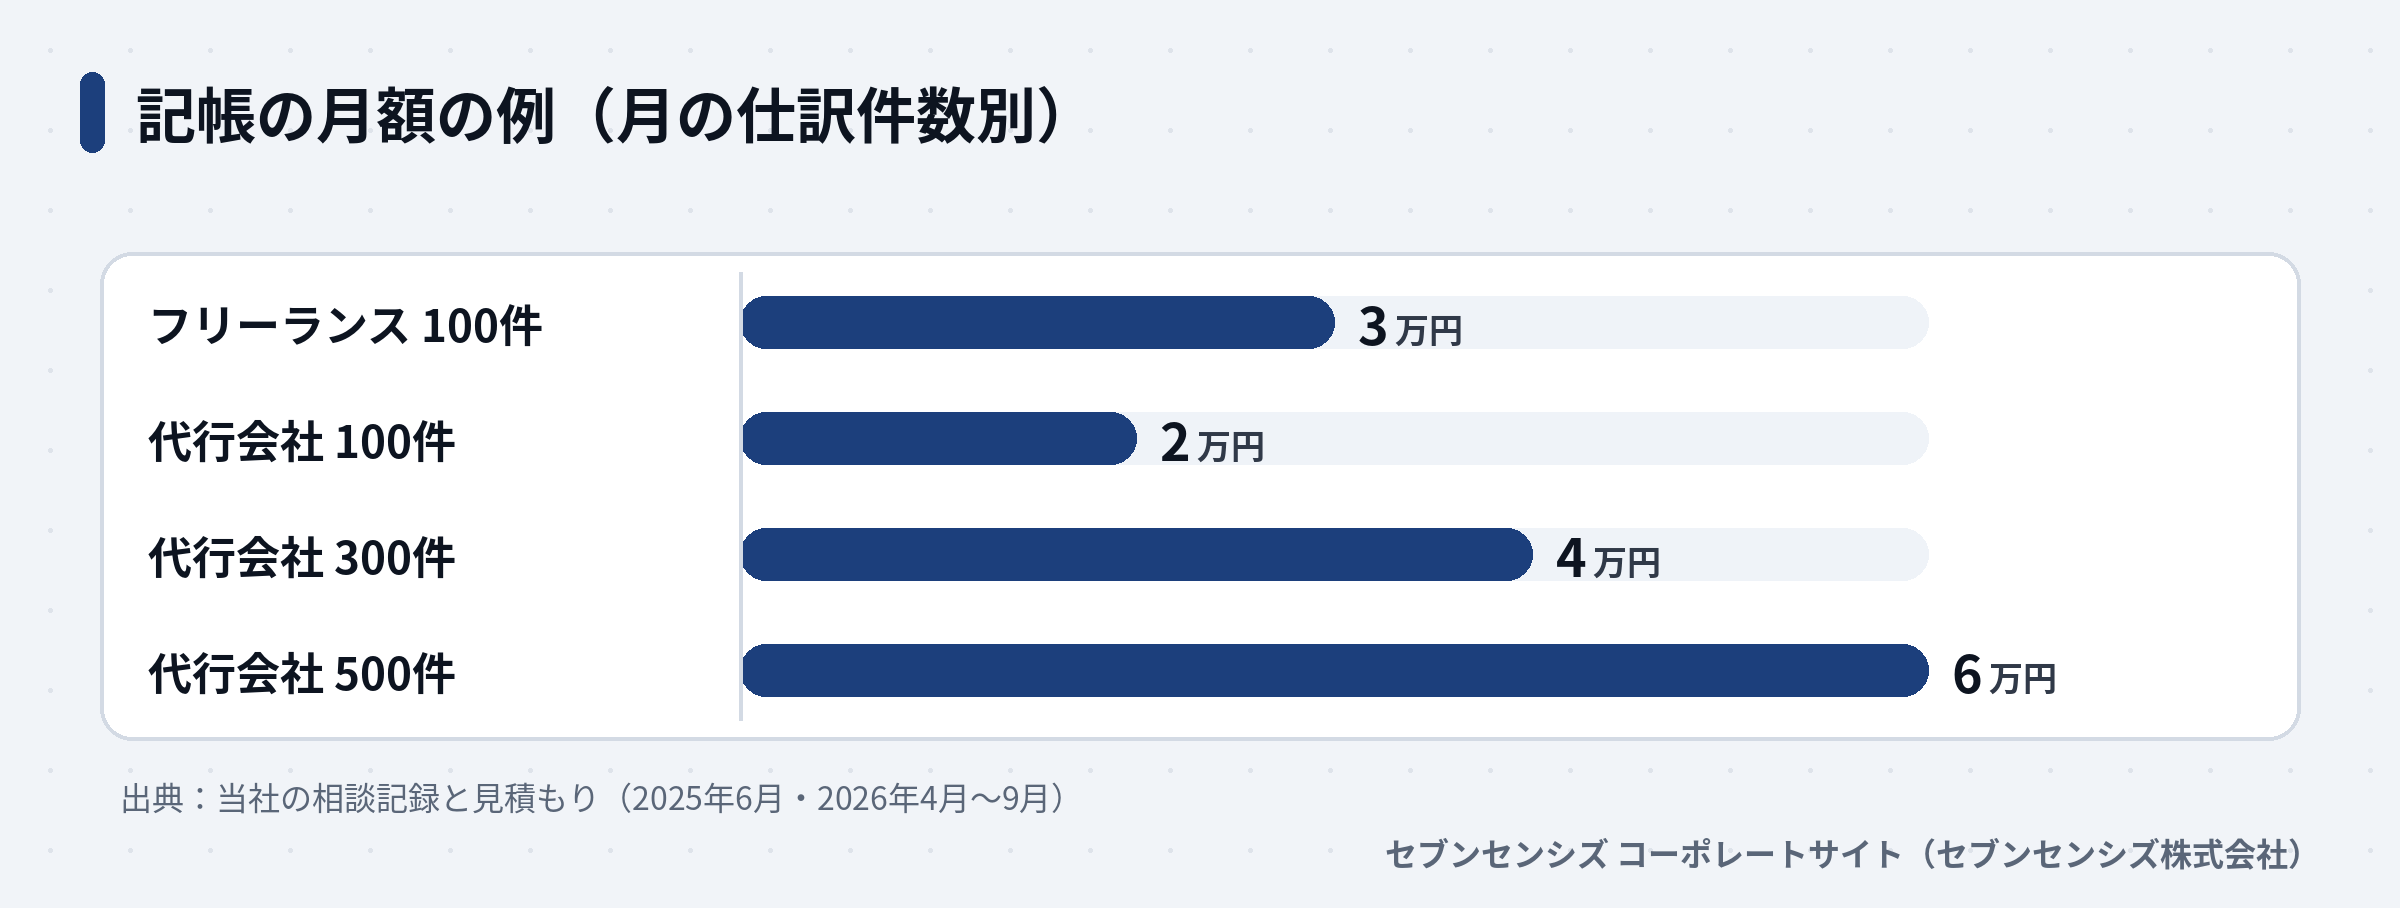 記帳の月額の例（月の仕訳件数別）
フリーランス 100件 3万円
代行会社 100件 2万円
代行会社 300件 4万円
代行会社 500件 6万円
出典：当社の相談記録と見積もり（2025年6月・2026年4月〜9月）
セブンセンシズ コーポレートサイト（セブンセンシズ株式会社）